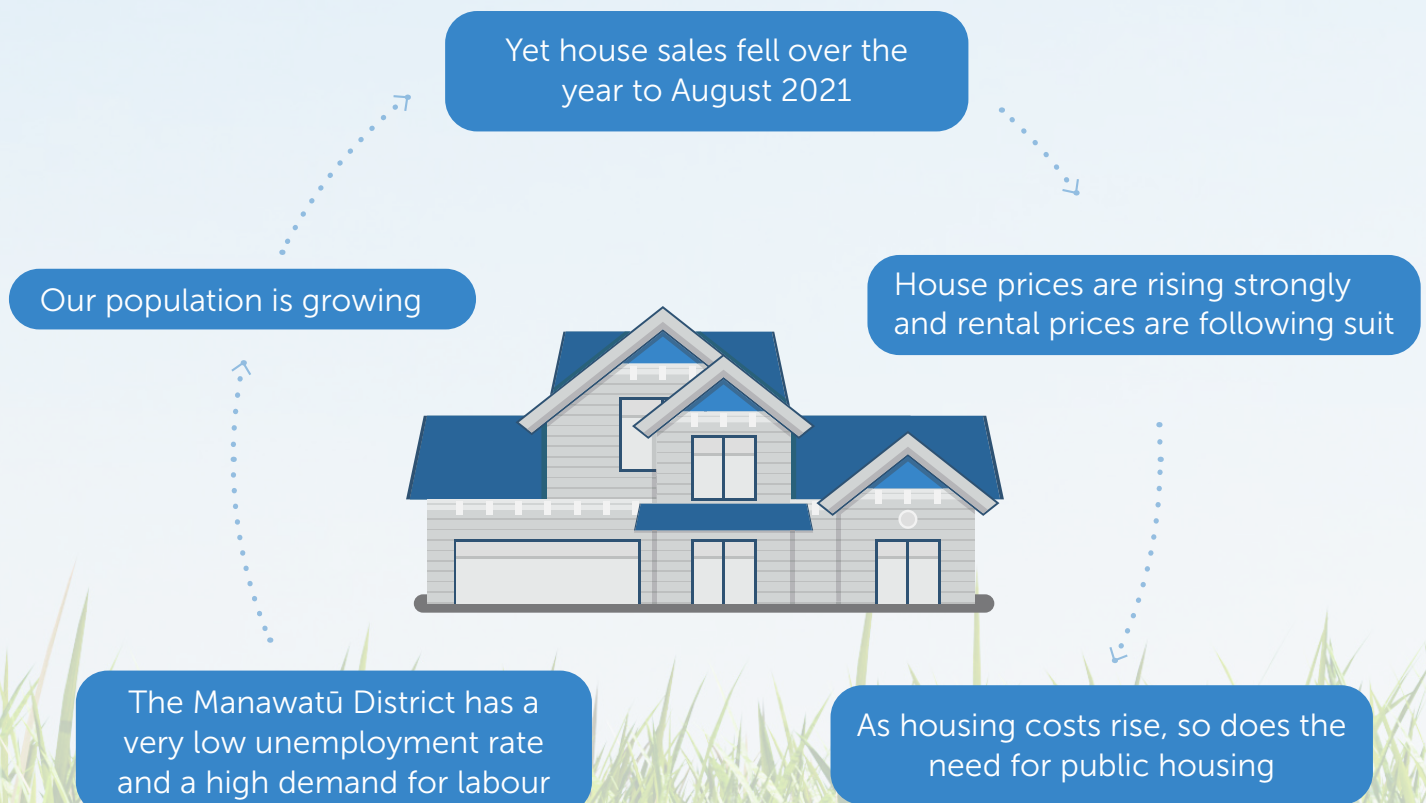 Yet house sales fell over the
year to August 2021
Our population is growing
House prices are rising strongly
and rental prices are following suit
The Manawatū District has a
very low unemployment rate
and a high demand for labour
As housing costs rise, so does the
need for public housing